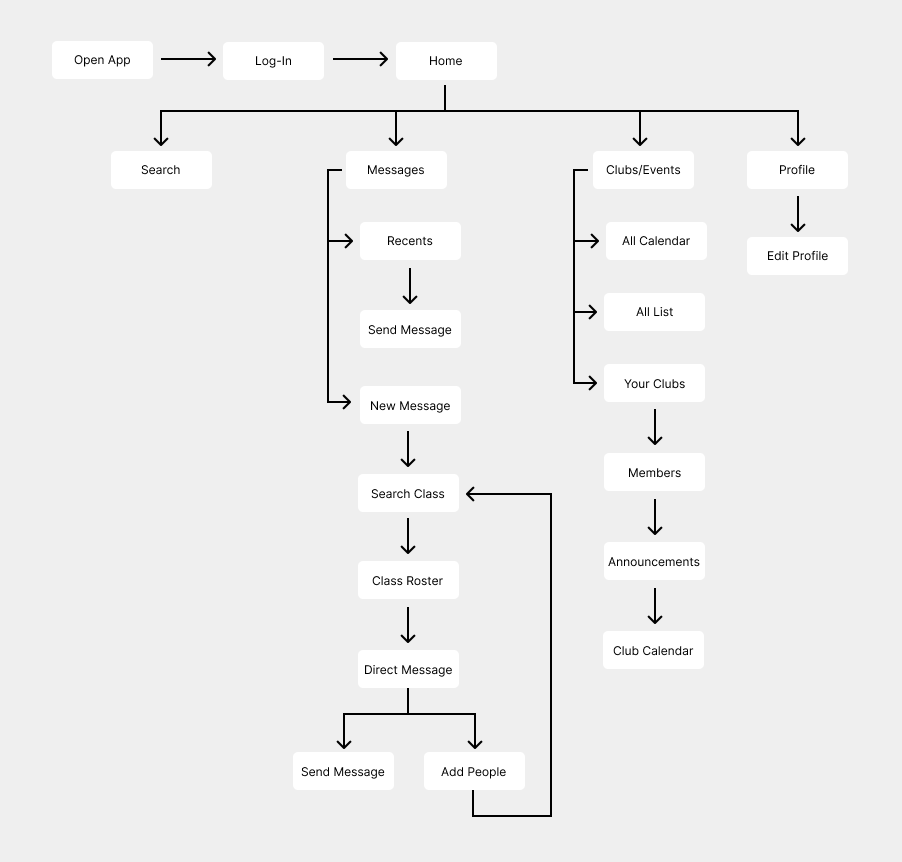 Open App
Log-In
Home
Search
Messages
Clubs/Events
Profile
Recents
All Calendar
Edit Profile
Send Message
All List
New Message
Your Clubs
Search Class
Members
Class Roster
Announcements
Direct Message
Club Calendar
Send Message
Add People